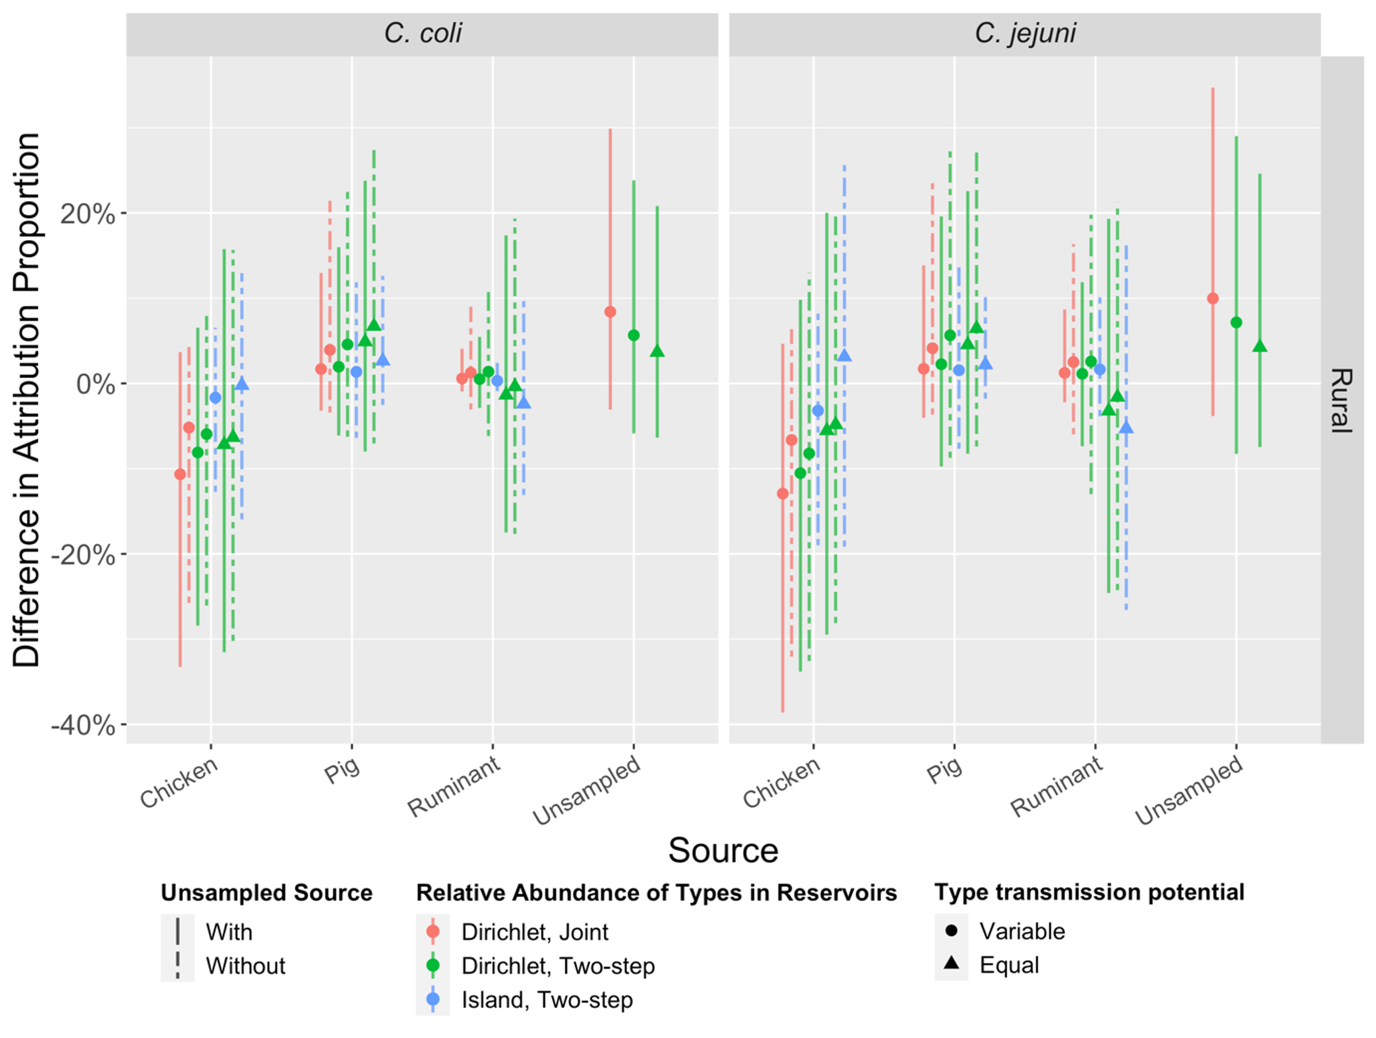 C. coli
C. jejuni
Difference in Attribution Proportion
20%
0%
-20%
-40%
Rural
Chicken
Pig
Ruminant
Unsampled
Chicken
Pig
Ruminant
Unsampled
Source
Unsampled Source
With
Without
Relative Abundance of Types in Reservoirs
Dirichlet, Joint
Dirichlet, Two-step
Island, Two-step
Type transmission potential
Variable
Equal